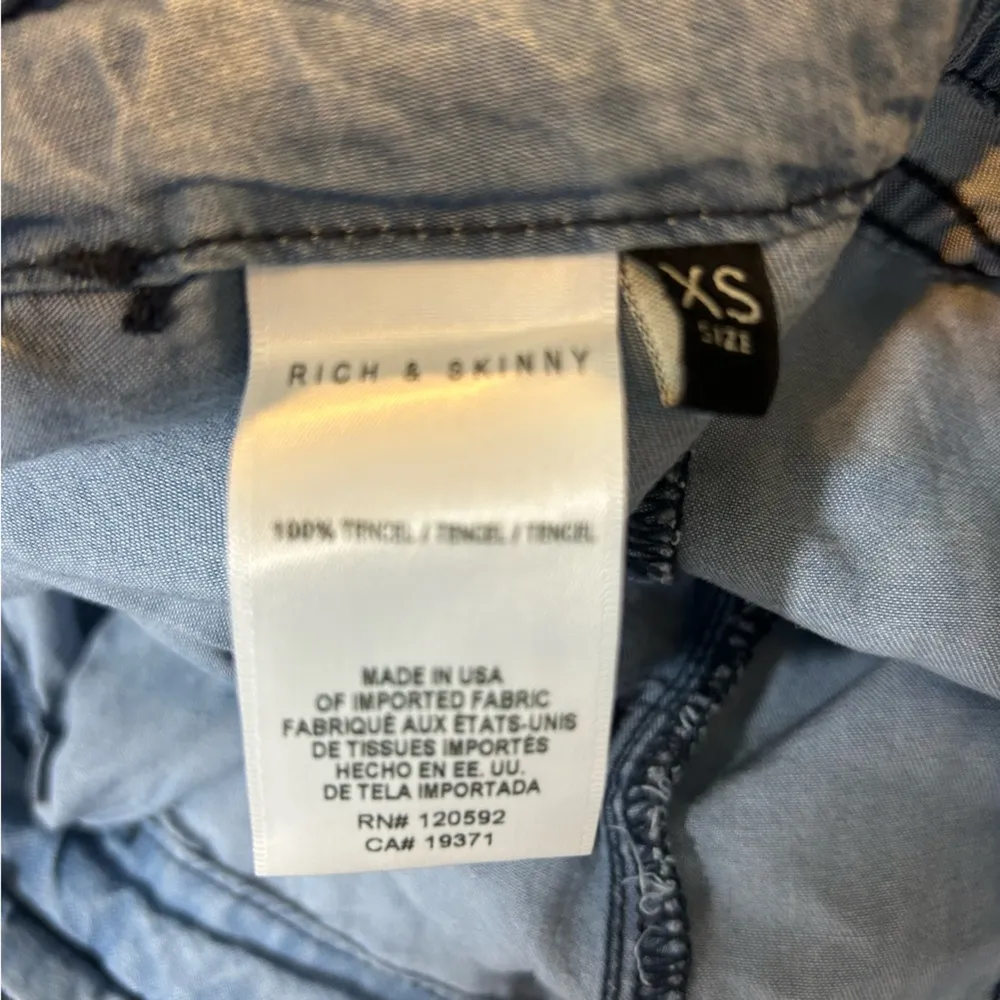 XS
SIZE
RICH & SKINNY
100% TENCEL / TENCEL / TENCEL
MADE IN USA
OF IMPORTED FABRIC
FABRIQUÉ AUX ÉTATS-UNIS
DE TISSUES IMPORTÉS
HECHO EN EE. UU.
DE TELA IMPORTADA
RN# 120592
CA# 19371